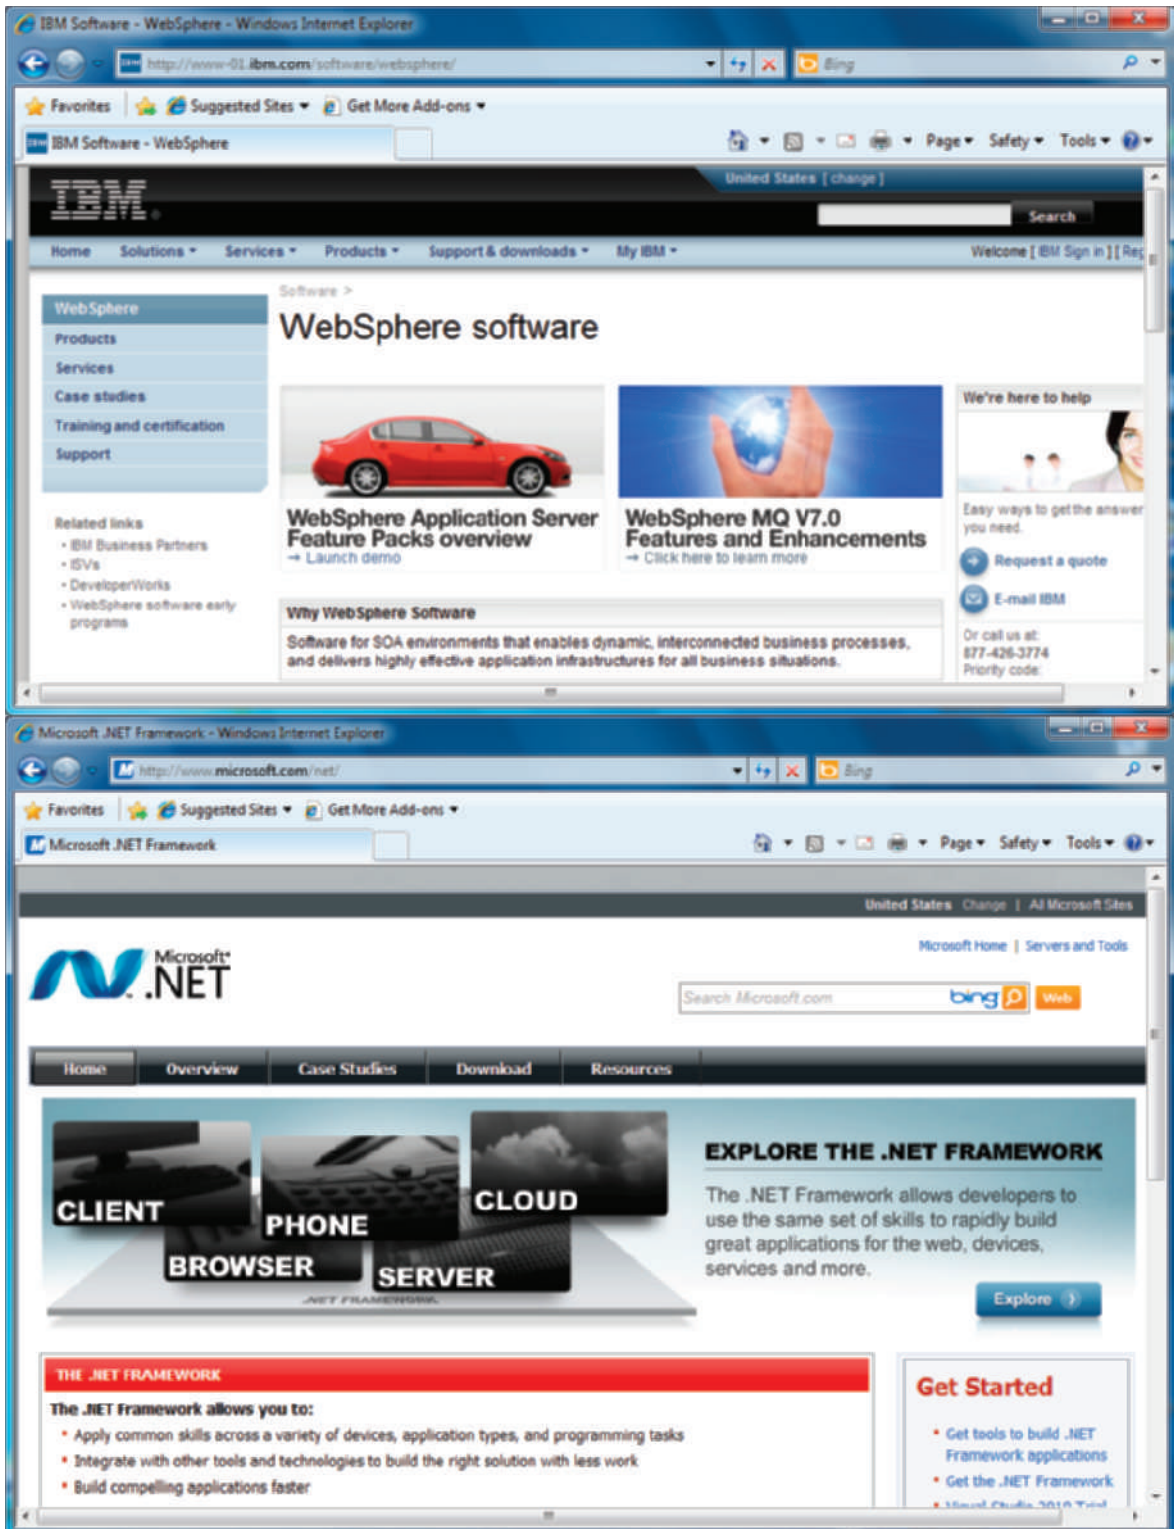 IBM Software - WebSphere - Windows Internet Explorer
http://www-01.ibm.com/software/websphere/
Bing
Favorites Suggested Sites Get More Add-ons
IBM Software - WebSphere
Page Safety Tools
United States [ change ]
IBM
Search
Home Solutions Services Products Support & downloads My IBM
Welcome [ IBM Sign in ] [ Reg
Software >
WebSphere software
WebSphere
Products
Services
Case studies
Training and certification
Support
Related links
IBM Business Partners
ISVs
DeveloperWorks
WebSphere software early
programs
WebSphere Application Server
Feature Packs overview
→ Launch demo
WebSphere MQ V7.0
Features and Enhancements
→ Click here to learn more
Why WebSphere Software
Software for SOA environments that enables dynamic, interconnected business processes,
and delivers highly effective application infrastructures for all business situations.
We're here to help
Easy ways to get the answer
you need.
Request a quote
E-mail IBM
Or call us at:
877-426-3774
Priority code:
Microsoft .NET Framework - Windows Internet Explorer
http://www.microsoft.com/net/
Bing
Favorites Suggested Sites Get More Add-ons
Microsoft .NET Framework
Page Safety Tools
United States Change | All Microsoft Sites
Microsoft Home | Servers and Tools
Microsoft
.NET
Search Microsoft.com bing Web
Home Overview Case Studies Download Resources
CLIENT
PHONE
CLOUD
BROWSER
SERVER
.NET FRAMEWORK
EXPLORE THE .NET FRAMEWORK
The .NET Framework allows developers to
use the same set of skills to rapidly build
great applications for the web, devices,
services and more.
Explore
THE .NET FRAMEWORK
The .NET Framework allows you to:
Apply common skills across a variety of devices, application types, and programming tasks
Integrate with other tools and technologies to build the right solution with less work
Build compelling applications faster
Get Started
Get tools to build .NET
Framework applications
Get the .NET Framework
Visual Studio 2010 Trial